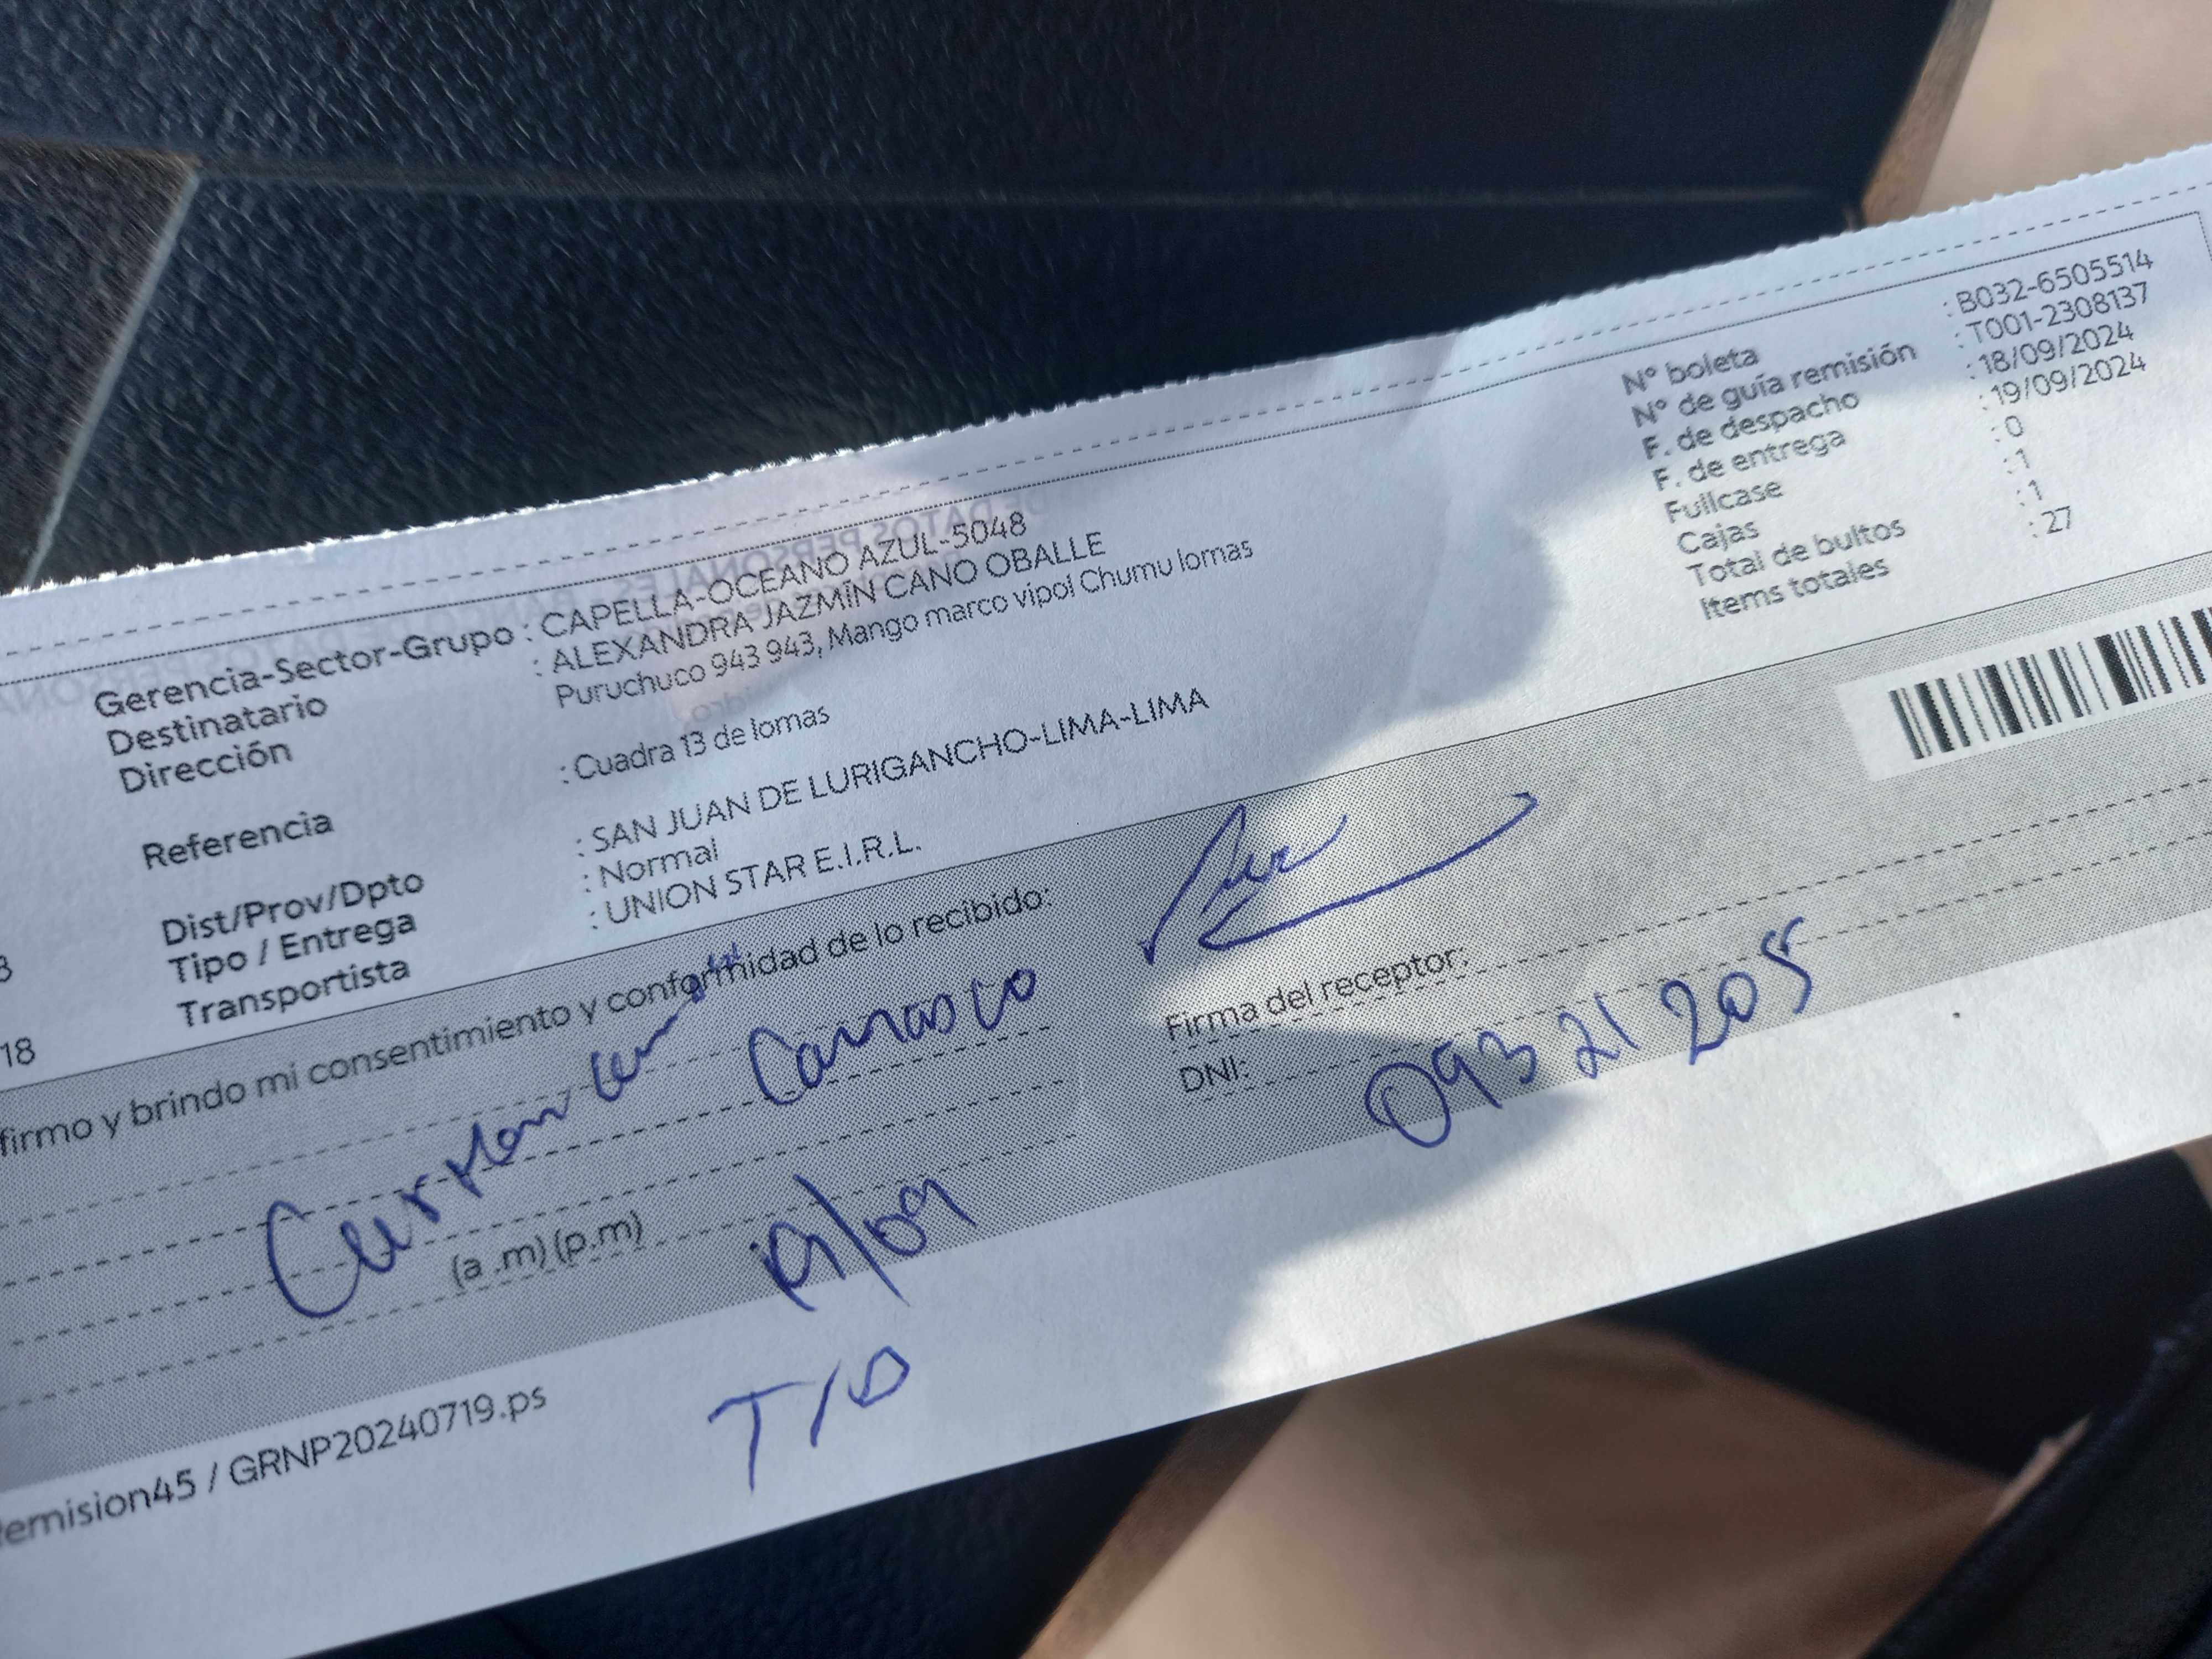 Gerencia-Sector-Grupo : CAPELLA-OCEANO AZUL-5048
Destinatario : ALEXANDRA JAZMÍN CANO OBALLE
Dirección Puruchuco 943 943, Mango marco vipol Chumu lomas
Referencia : Cuadra 13 de lomas
Dist/Prov/Dpto : SAN JUAN DE LURIGANCHO-LIMA-LIMA
Tipo / Entrega : Normal
Transportista : UNION STAR E.I.R.L.
N° boleta : B032-6505514
N° de guía remisión : T001-2308137
F. de despacho : 18/09/2024
F. de entrega : 19/09/2024
Fullcase : 0
Cajas : 1
Total de bultos : 1
Items totales : 27
18
firmo y brindo mi consentimiento y conformidad de lo recibido:
Carrasco
Firma del receptor:
DNI: 09321205
(a .m) (p.m)
19/09
T/D
emision45 / GRNP20240719.ps